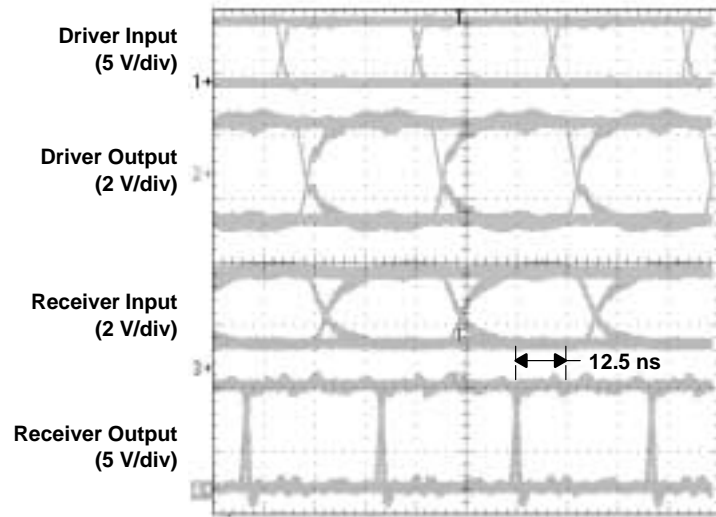 Driver Input
(5 V/div)
1
Driver Output
(2 V/div)
2
Receiver Input
(2 V/div)
3
12.5 ns
Receiver Output
(5 V/div)